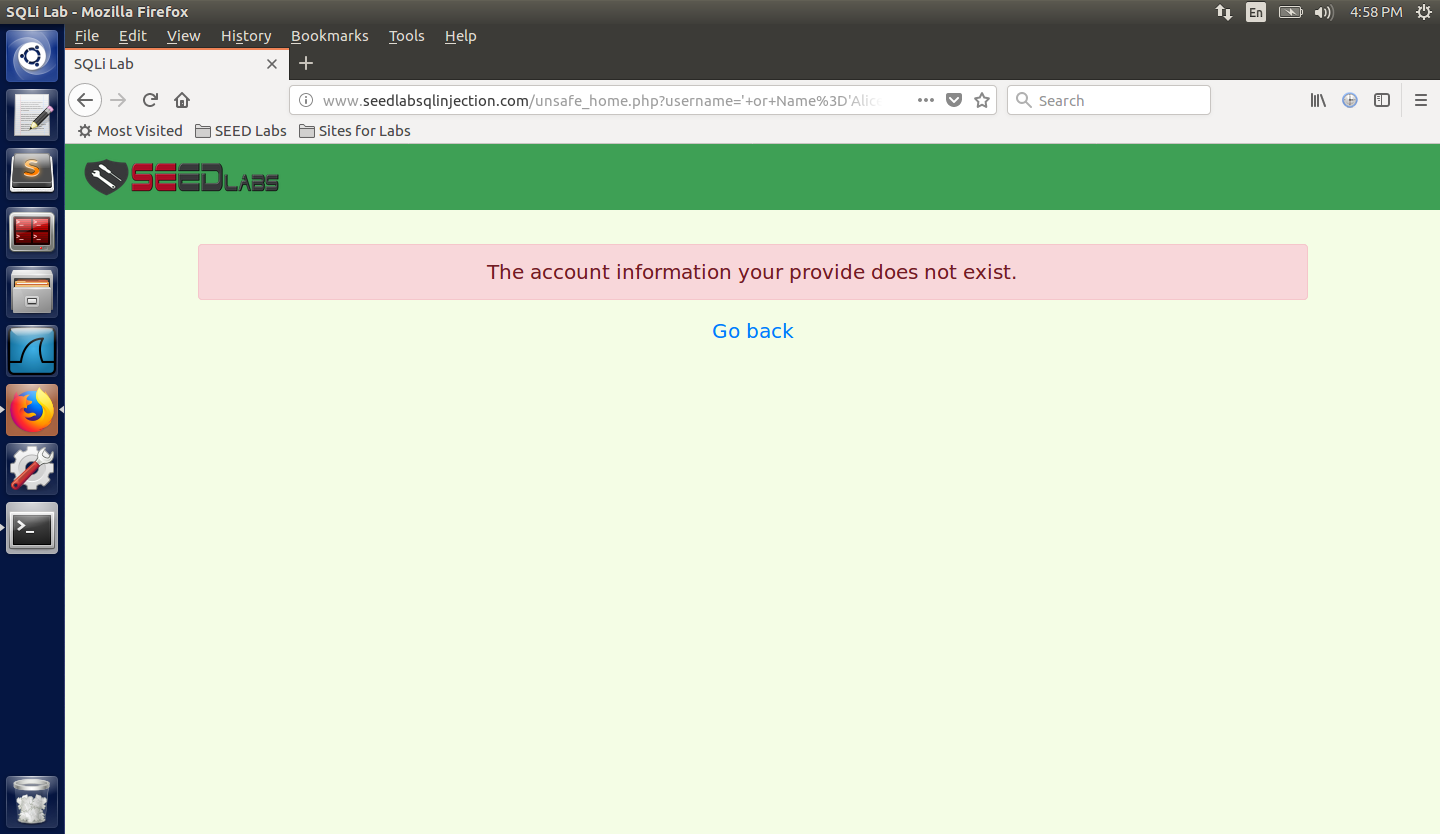 SQLi Lab - Mozilla Firefox
En
4:58 PM
File Edit View History Bookmarks Tools Help
SQLi Lab
www.seedlabsqlinjection.com/unsafe_home.php?username='+or+Name%3D'Alic
Search
Most Visited SEED Labs Sites for Labs
SEEDLABS
The account information your provide does not exist.
Go back